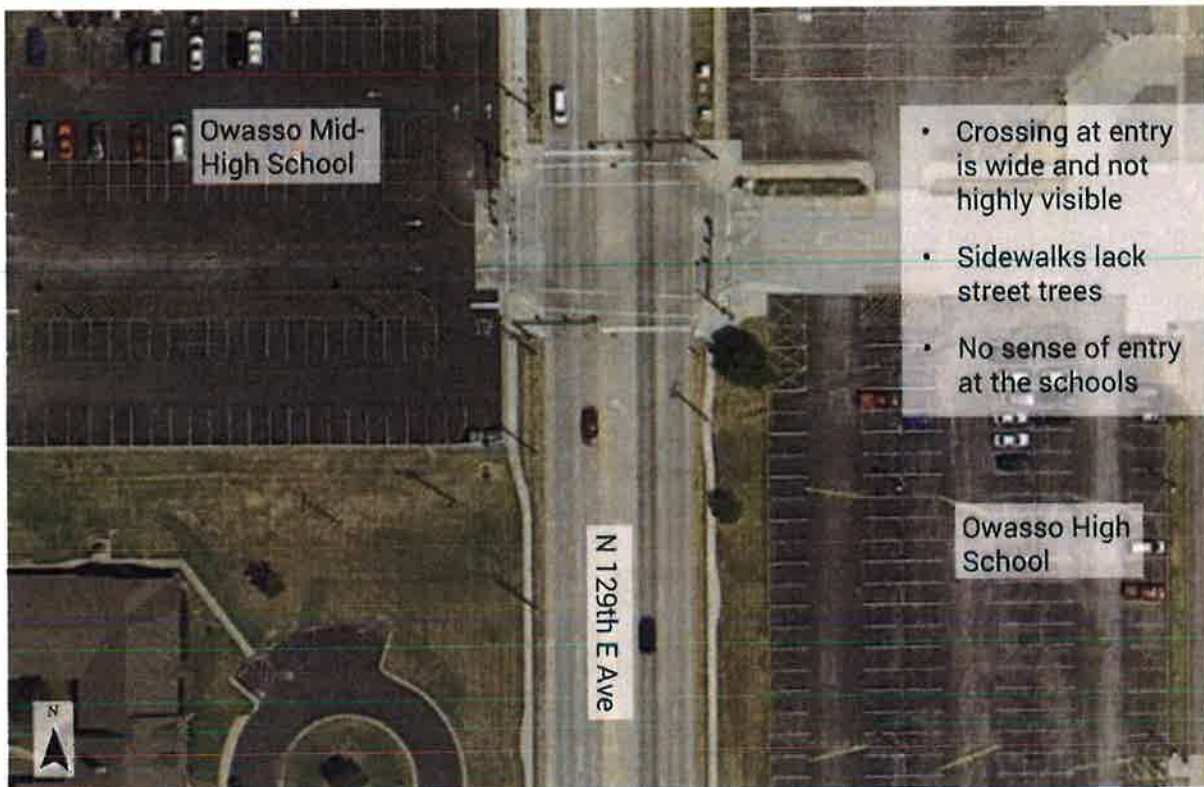 Owasso Mid-
High School
• Crossing at entry
is wide and not
highly visible
• Sidewalks lack
street trees
• No sense of entry
at the schools
Owasso High
School
N 129th E Ave
N